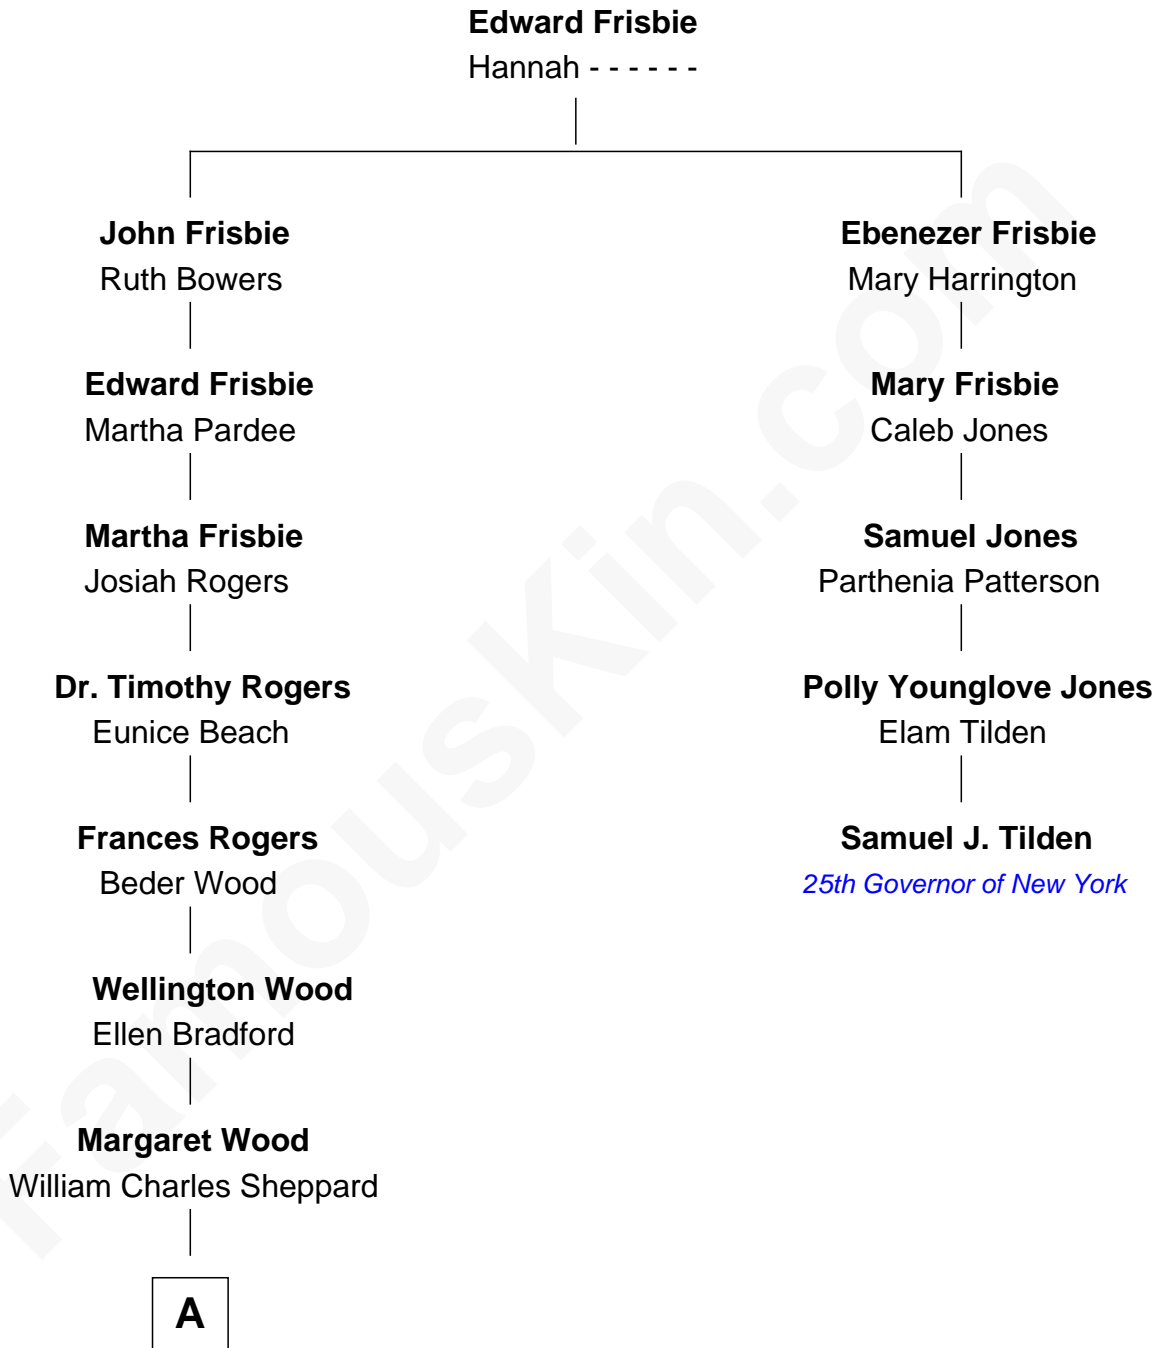 Edward Frisbie
Hannah - - - - - -
John Frisbie
Ruth Bowers
Ebenezer Frisbie
Mary Harrington
Edward Frisbie
Martha Pardee
Mary Frisbie
Caleb Jones
Martha Frisbie
Josiah Rogers
Samuel Jones
Parthenia Patterson
Dr. Timothy Rogers
Eunice Beach
Polly Younglove Jones
Elam Tilden
Frances Rogers
Beder Wood
Samuel J. Tilden
25th Governor of New York
Wellington Wood
Ellen Bradford
Margaret Wood
William Charles Sheppard
A
FamousKin.com